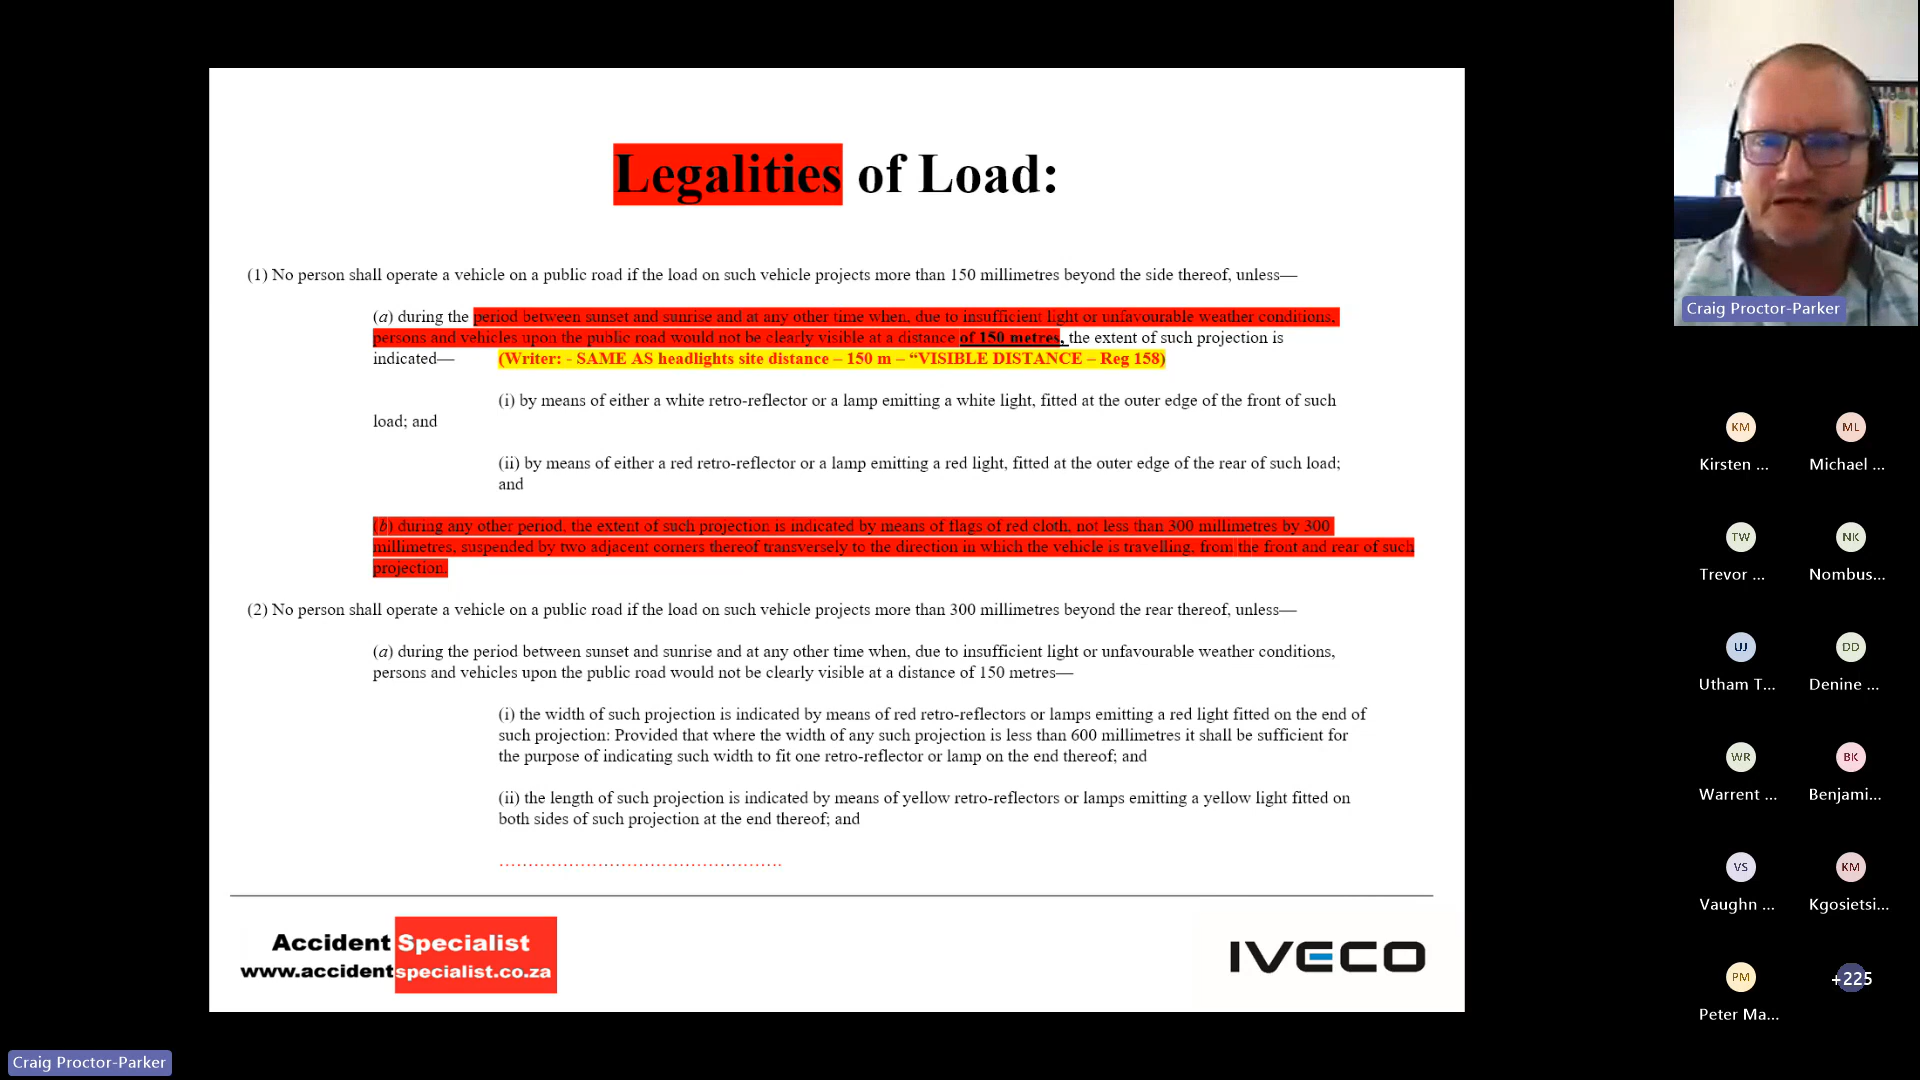 Legalities of Load:
(1) No person shall operate a vehicle on a public road if the load on such vehicle projects more than 150 millimetres beyond the side thereof, unless—
(a) during the period between sunset and sunrise and at any other time when, due to insufficient light or unfavourable weather conditions,
persons and vehicles upon the public road would not be clearly visible at a distance of 150 metres, the extent of such projection is
indicated— (Writer: - SAME AS headlights site distance – 150 m – “VISIBLE DISTANCE – Reg 158)
(i) by means of either a white retro-reflector or a lamp emitting a white light, fitted at the outer edge of the front of such
load; and
(ii) by means of either a red retro-reflector or a lamp emitting a red light, fitted at the outer edge of the rear of such load;
and
(b) during any other period, the extent of such projection is indicated by means of flags of red cloth, not less than 300 millimetres by 300
millimetres, suspended by two adjacent corners thereof transversely to the direction in which the vehicle is travelling, from the front and rear of such
projection.
(2) No person shall operate a vehicle on a public road if the load on such vehicle projects more than 300 millimetres beyond the rear thereof, unless—
(a) during the period between sunset and sunrise and at any other time when, due to insufficient light or unfavourable weather conditions,
persons and vehicles upon the public road would not be clearly visible at a distance of 150 metres—
(i) the width of such projection is indicated by means of red retro-reflectors or lamps emitting a red light fitted on the end of
such projection: Provided that where the width of any such projection is less than 600 millimetres it shall be sufficient for
the purpose of indicating such width to fit one retro-reflector or lamp on the end thereof; and
(ii) the length of such projection is indicated by means of yellow retro-reflectors or lamps emitting a yellow light fitted on
both sides of such projection at the end thereof; and
…………………………………………
Accident Specialist
www.accidentspecialist.co.za
IVECO
Craig Proctor-Parker
KM
ML
Kirsten ...
Michael ...
TW
NK
Trevor ...
Nombus...
UJ
DD
Utham T...
Denine ...
WR
BK
Warrent ...
Benjami...
VS
KM
Vaughn ...
Kgosietsi...
PM
+225
Peter Ma...
Craig Proctor-Parker